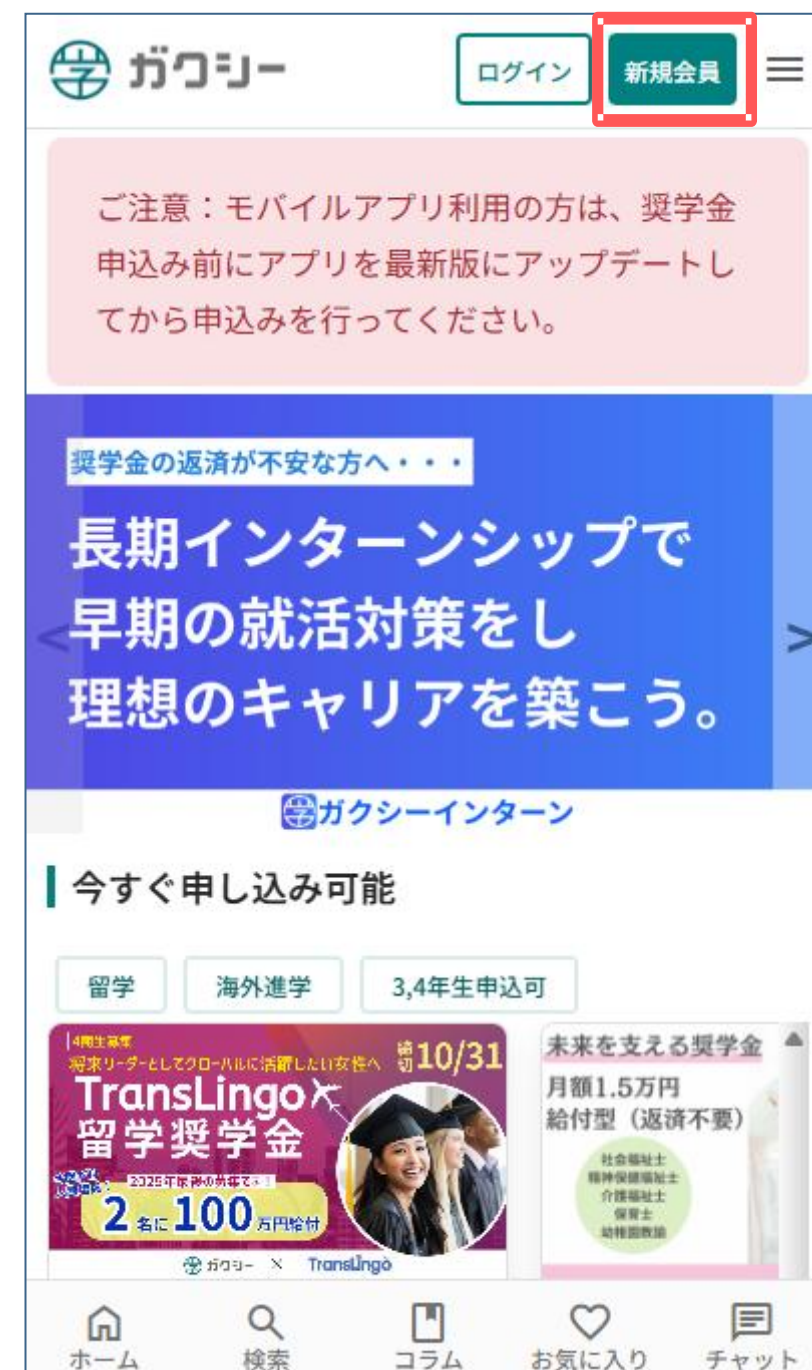 ガクシー
ログイン
新規会員
ご注意：モバイルアプリ利用の方は、奨学金
申込み前にアプリを最新版にアップデートし
てから申込みを行ってください。
奨学金の返済が不安な方へ・・・
長期インターンシップで
早期の就活対策をし
理想のキャリアを築こう。
<
>
ガクシーインターン
今すぐ申し込み可能
留学
海外進学
3,4年生申込可
4期生募集
将来リーダーとしてグローバルに活躍したい女性へ
締切10/31
TransLingo
留学奨学金
2025年最後の募集です！
2名に100万円給付
ガクシー × TransLingo
未来を支える奨学金
月額1.5万円
給付型（返済不要）
社会福祉士
精神保健福祉士
介護福祉士
保育士
幼稚園教諭
ホーム
検索
コラム
お気に入り
チャット